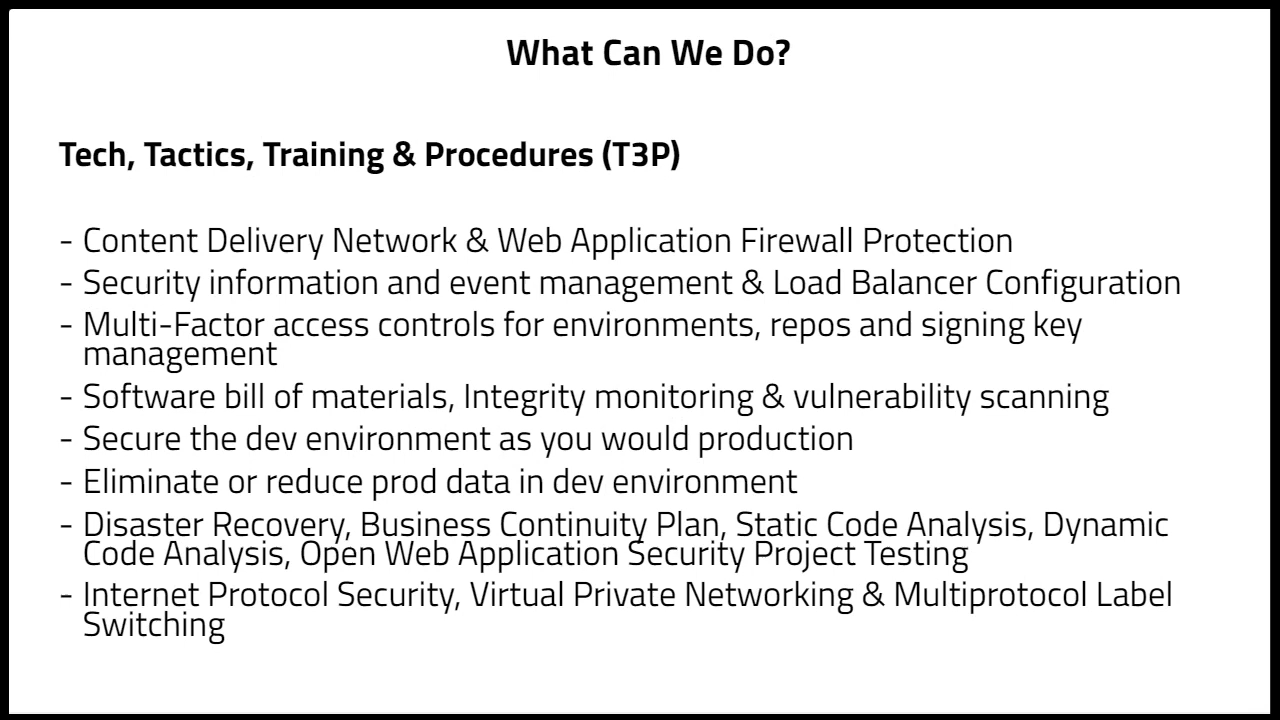 What Can We Do?
Tech, Tactics, Training & Procedures (T3P)
- Content Delivery Network & Web Application Firewall Protection
- Security information and event management & Load Balancer Configuration
- Multi-Factor access controls for environments, repos and signing key
management
- Software bill of materials, Integrity monitoring & vulnerability scanning
- Secure the dev environment as you would production
- Eliminate or reduce prod data in dev environment
- Disaster Recovery, Business Continuity Plan, Static Code Analysis, Dynamic
Code Analysis, Open Web Application Security Project Testing
- Internet Protocol Security, Virtual Private Networking & Multiprotocol Label
Switching